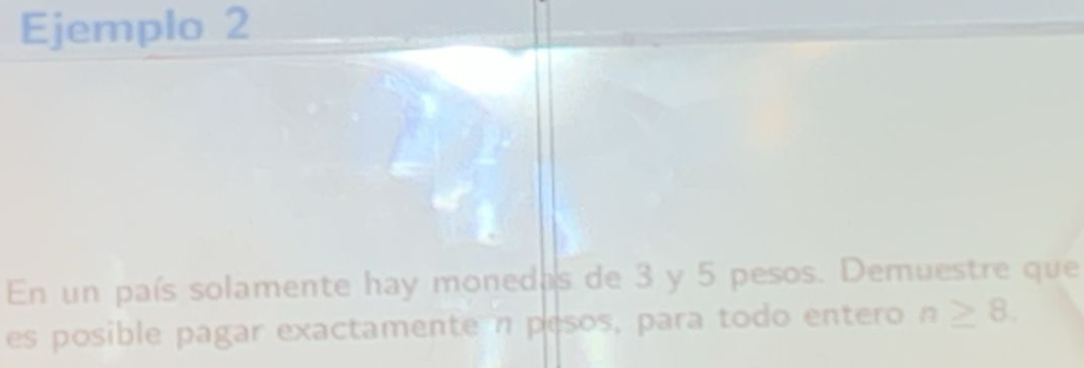 Ejemplo 2
En un país solamente hay monedas de 3 y 5 pesos. Demuestre que
es posible pagar exactamente n pesos, para todo entero n ≥ 8.